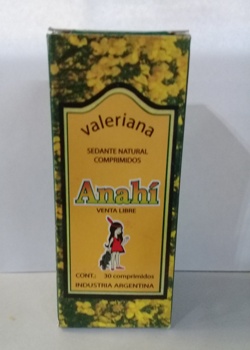 valeriana
SEDANTE NATURAL
COMPRIMIDOS
Anahí
VENTA LIBRE
CONT.: 30 comprimidos
INDUSTRIA ARGENTINA